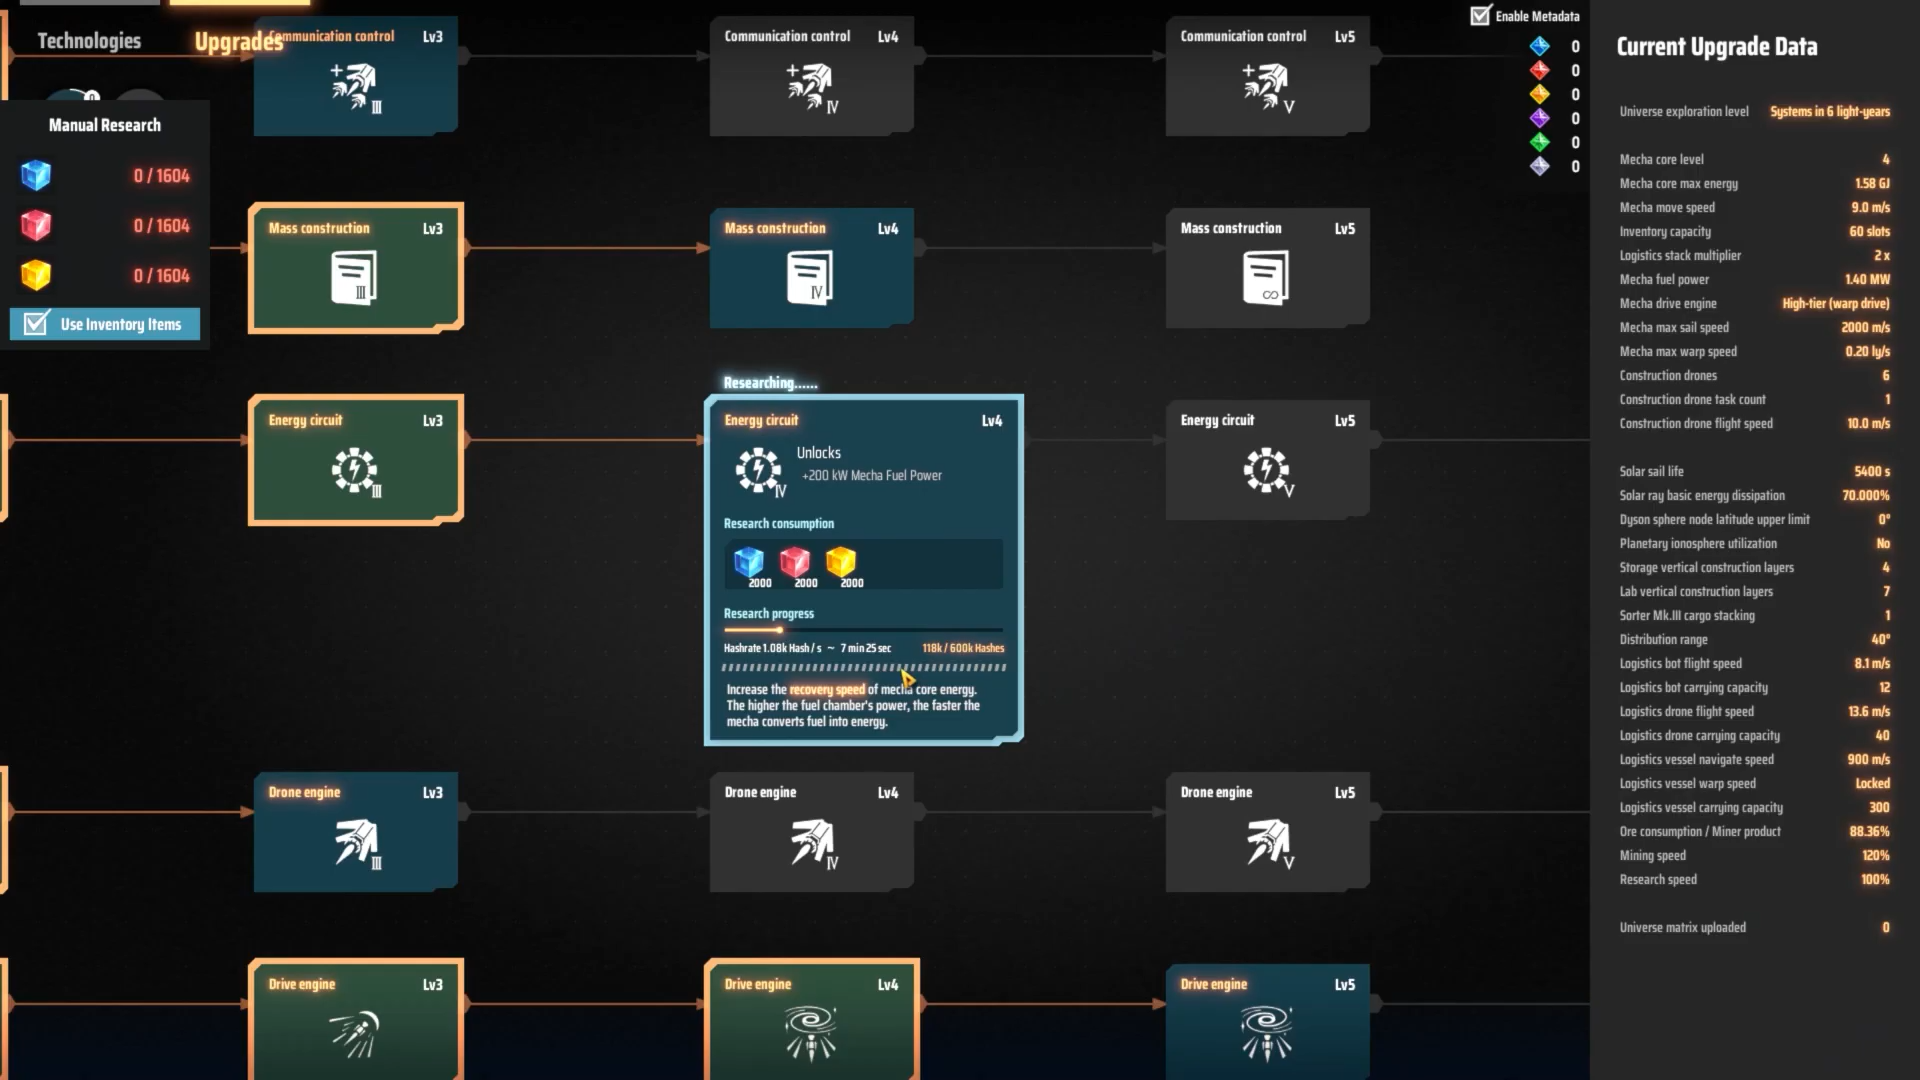 Technologies
Upgrades
Manual Research
0 / 1604
0 / 1604
0 / 1604
Use Inventory Items
Communication control Lv3
III
Communication control Lv4
IV
Communication control Lv5
V
Mass construction Lv3
III
Mass construction Lv4
IV
Mass construction Lv5
∞
Energy circuit Lv3
III
Researching......
Energy circuit Lv4
IV
Unlocks
+200 kW Mecha Fuel Power
Research consumption
2000 2000 2000
Research progress
Hashrate 1.08k Hash / s ~ 7 min 25 sec 118k / 600k Hashes
Increase the recovery speed of mecha core energy.
The higher the fuel chamber's power, the faster the
mecha converts fuel into energy.
Energy circuit Lv5
V
Drone engine Lv3
III
Drone engine Lv4
IV
Drone engine Lv5
V
Drive engine Lv3
Drive engine Lv4
Drive engine Lv5
Enable Metadata
0
0
0
0
0
0
Current Upgrade Data
Universe exploration level Systems in 6 light-years
Mecha core level 4
Mecha core max energy 1.58 GJ
Mecha move speed 9.0 m/s
Inventory capacity 60 slots
Logistics stack multiplier 2 x
Mecha fuel power 1.40 MW
Mecha drive engine High-tier (warp drive)
Mecha max sail speed 2000 m/s
Mecha max warp speed 0.20 ly/s
Construction drones 6
Construction drone task count 1
Construction drone flight speed 10.0 m/s
Solar sail life 5400 s
Solar ray basic energy dissipation 70.000%
Dyson sphere node latitude upper limit 0°
Planetary ionosphere utilization No
Storage vertical construction layers 4
Lab vertical construction layers 7
Sorter Mk.III cargo stacking 1
Distribution range 40°
Logistics bot flight speed 8.1 m/s
Logistics bot carrying capacity 12
Logistics drone flight speed 13.6 m/s
Logistics drone carrying capacity 40
Logistics vessel navigate speed 900 m/s
Logistics vessel warp speed Locked
Logistics vessel carrying capacity 300
Ore consumption / Miner product 88.36%
Mining speed 120%
Research speed 100%
Universe matrix uploaded 0